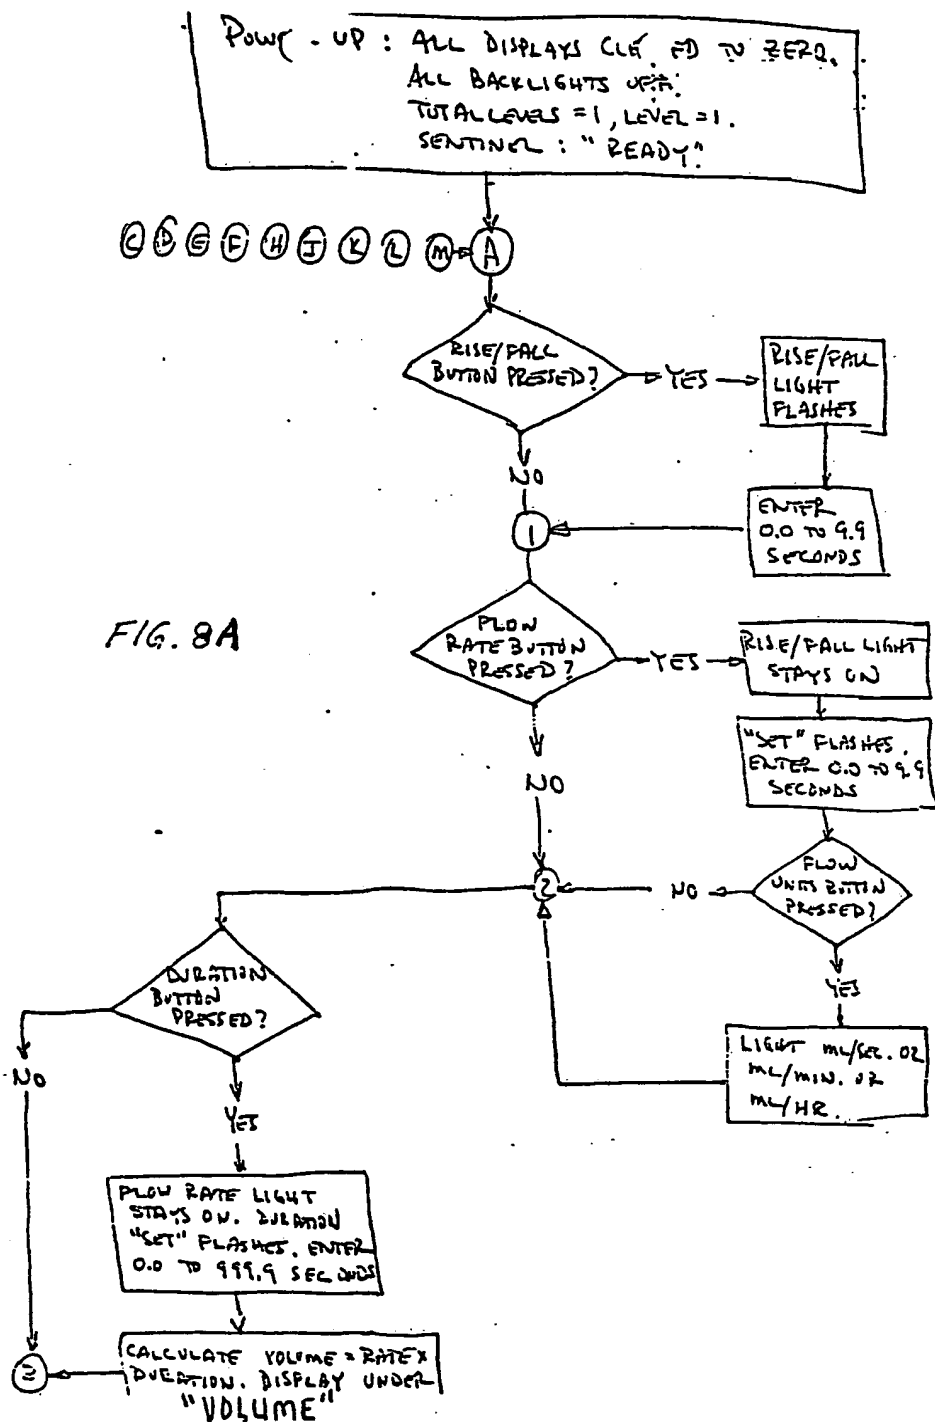 - UP : ALL DISPLAYS TO ZERO.
ALL BACKLIGHTS OFF.
TOTAL LEVELS = 1, LEVEL = 1.
SENTINEL : "READY".
C D E F H J K L M A
RISE/FALL
BUTTON PRESSED?
YES
RISE/FALL
LIGHT
FLASHES
NO
ENTER
0.0 TO 9.9
SECONDS
1
FIG. 8A
FLOW
RATE BUTTON
PRESSED?
YES
RISE/FALL LIGHT
STAYS ON
"SET" FLASHES.
ENTER 0.0 TO 9.9
SECONDS
NO
FLOW
UNITS BUTTON
PRESSED?
NO
2
YES
LIGHT ML/SEC. OR
ML/MIN. OR
ML/HR.
DURATION
BUTTON
PRESSED?
NO
YES
FLOW RATE LIGHT
STAYS ON. DURATION
"SET" FLASHES. ENTER
0.0 TO 999.9 SECONDS
CALCULATE VOLUME = RATE X
DURATION. DISPLAY UNDER
"VOLUME"